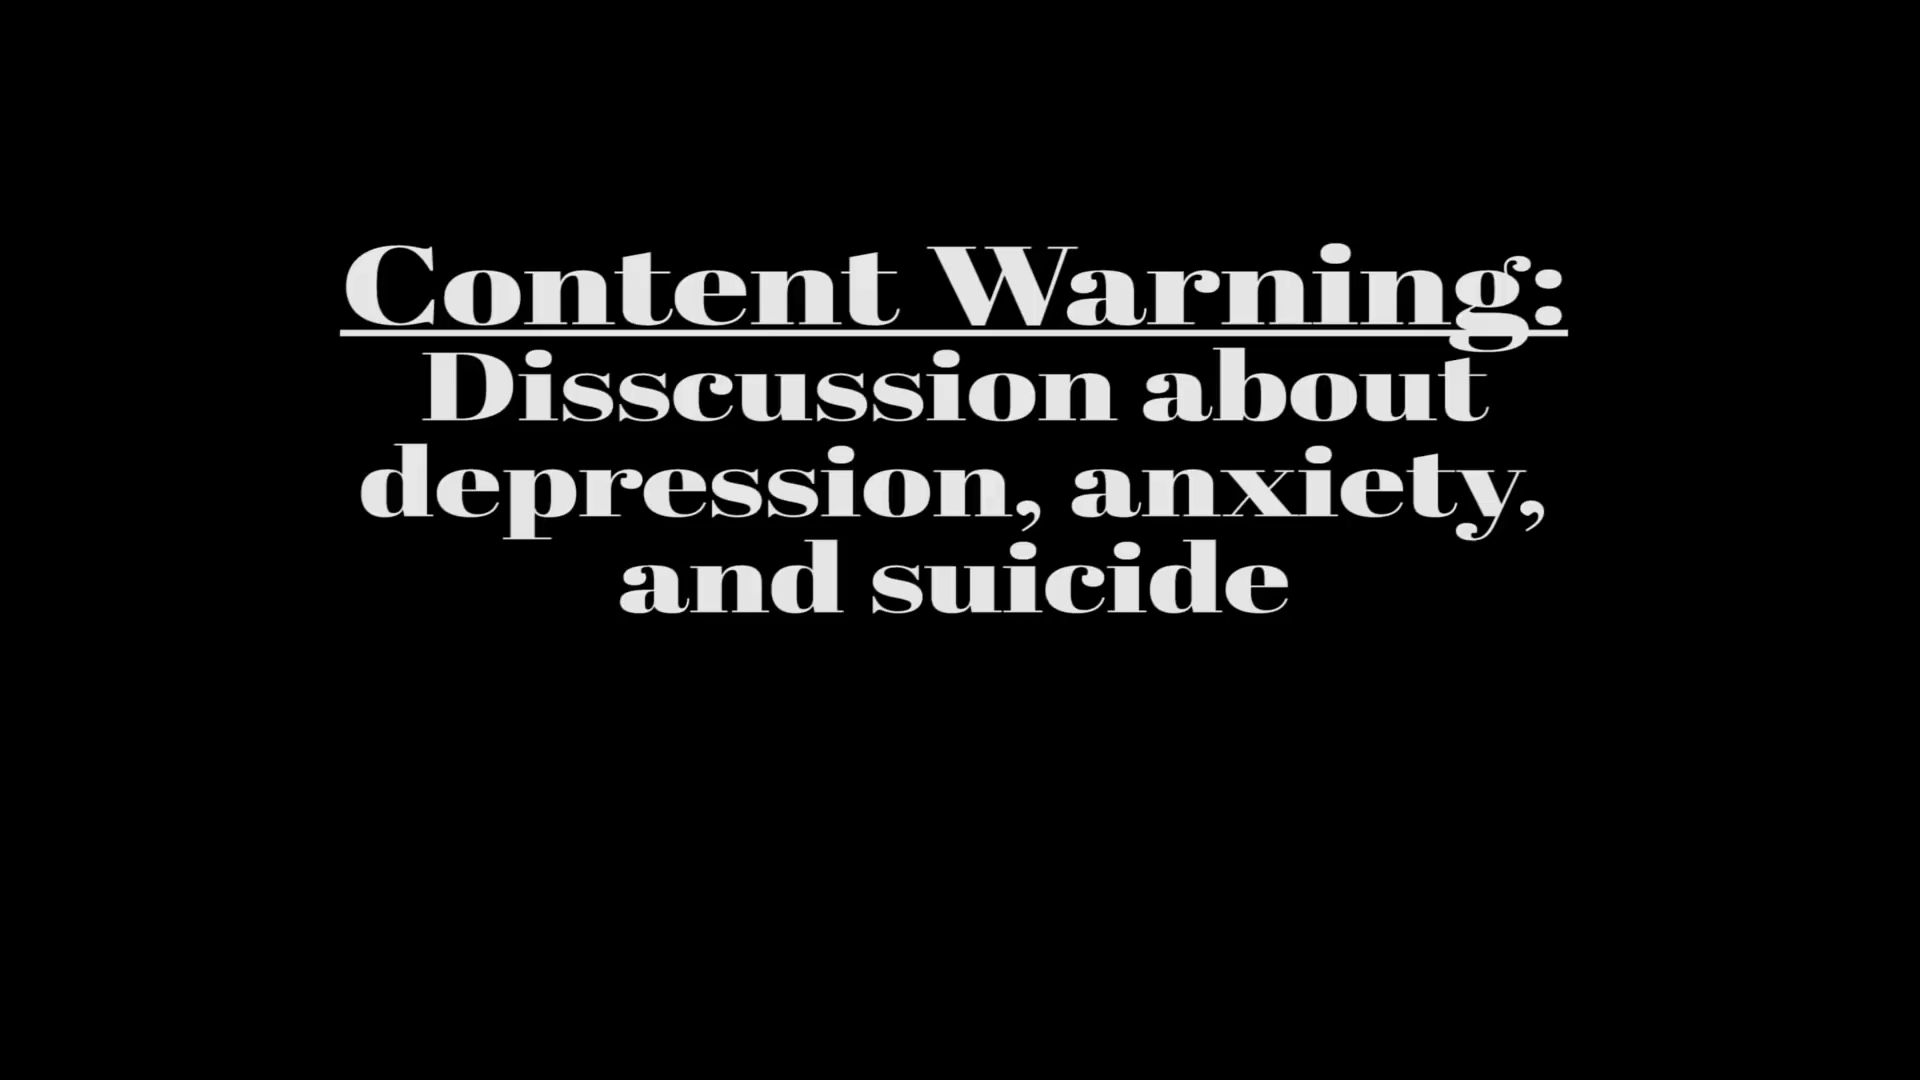 Content Warning:
Disscussion about
depression, anxiety,
and suicide